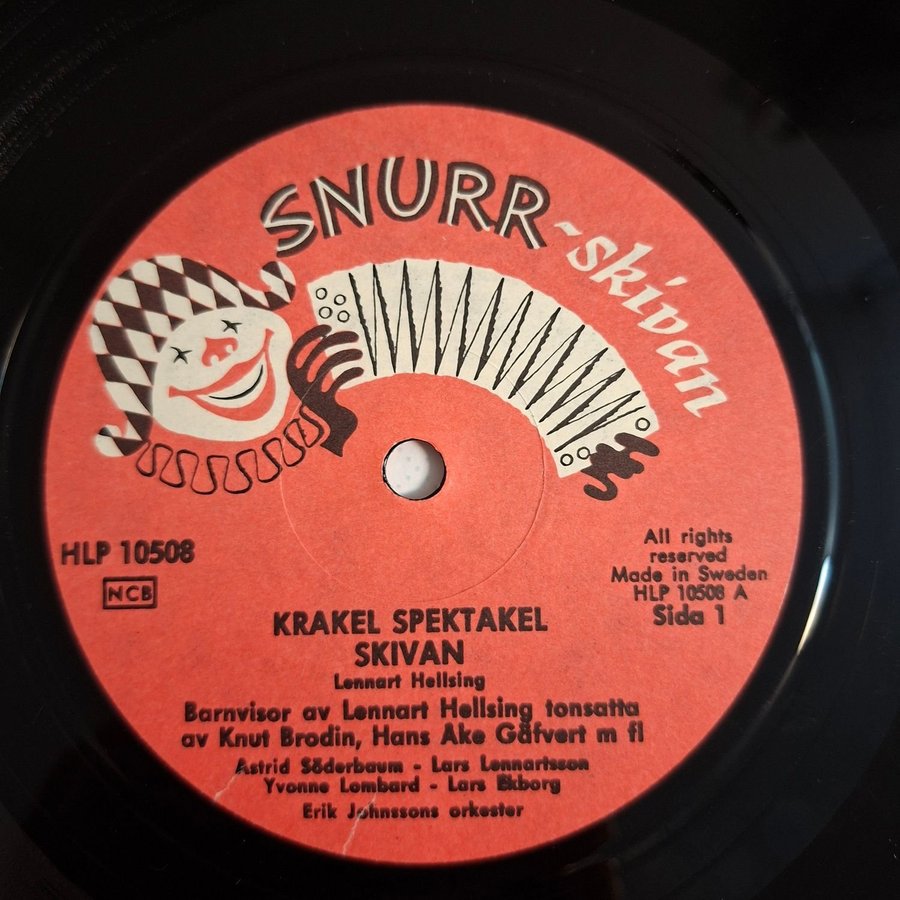 SNURR-skivan
HLP 10508
NCB
All rights
reserved
Made in Sweden
HLP 10508 A
Sida 1
KRAKEL SPEKTAKEL
SKIVAN
Lennart Hellsing
Barnvisor av Lennart Hellsing tonsatta
av Knut Brodin, Hans Åke Gåfvert m fl
Astrid Söderbaum - Lars Lennartsson
Yvonne Lombard - Lars Ekborg
Erik Johnssons orkester